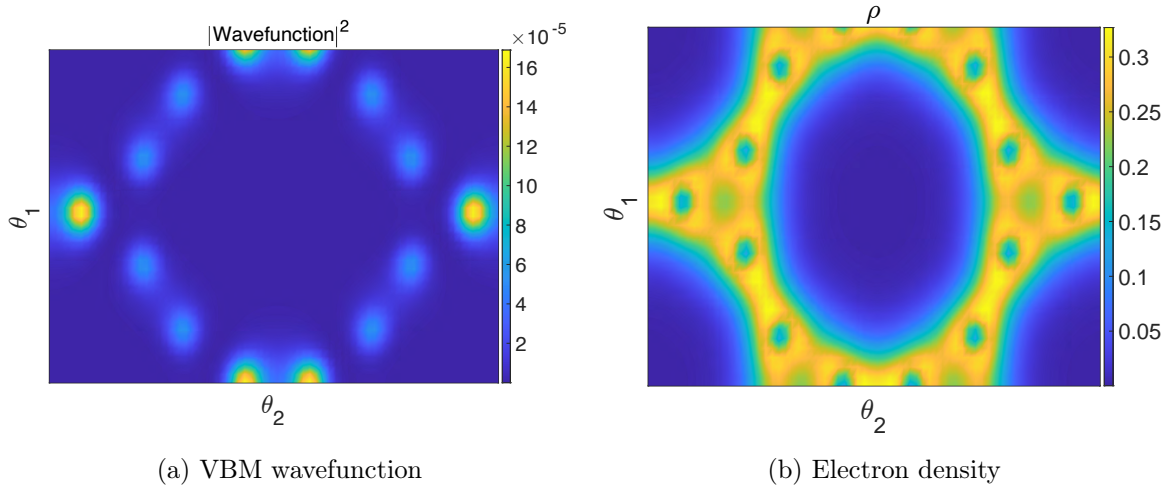 |Wavefunction|²
×10⁻⁵
16
14
12
10
8
6
4
2
θ₁
θ₂
(a) VBM wavefunction
ρ
0.3
0.25
0.2
0.15
0.1
0.05
θ₁
θ₂
(b) Electron density